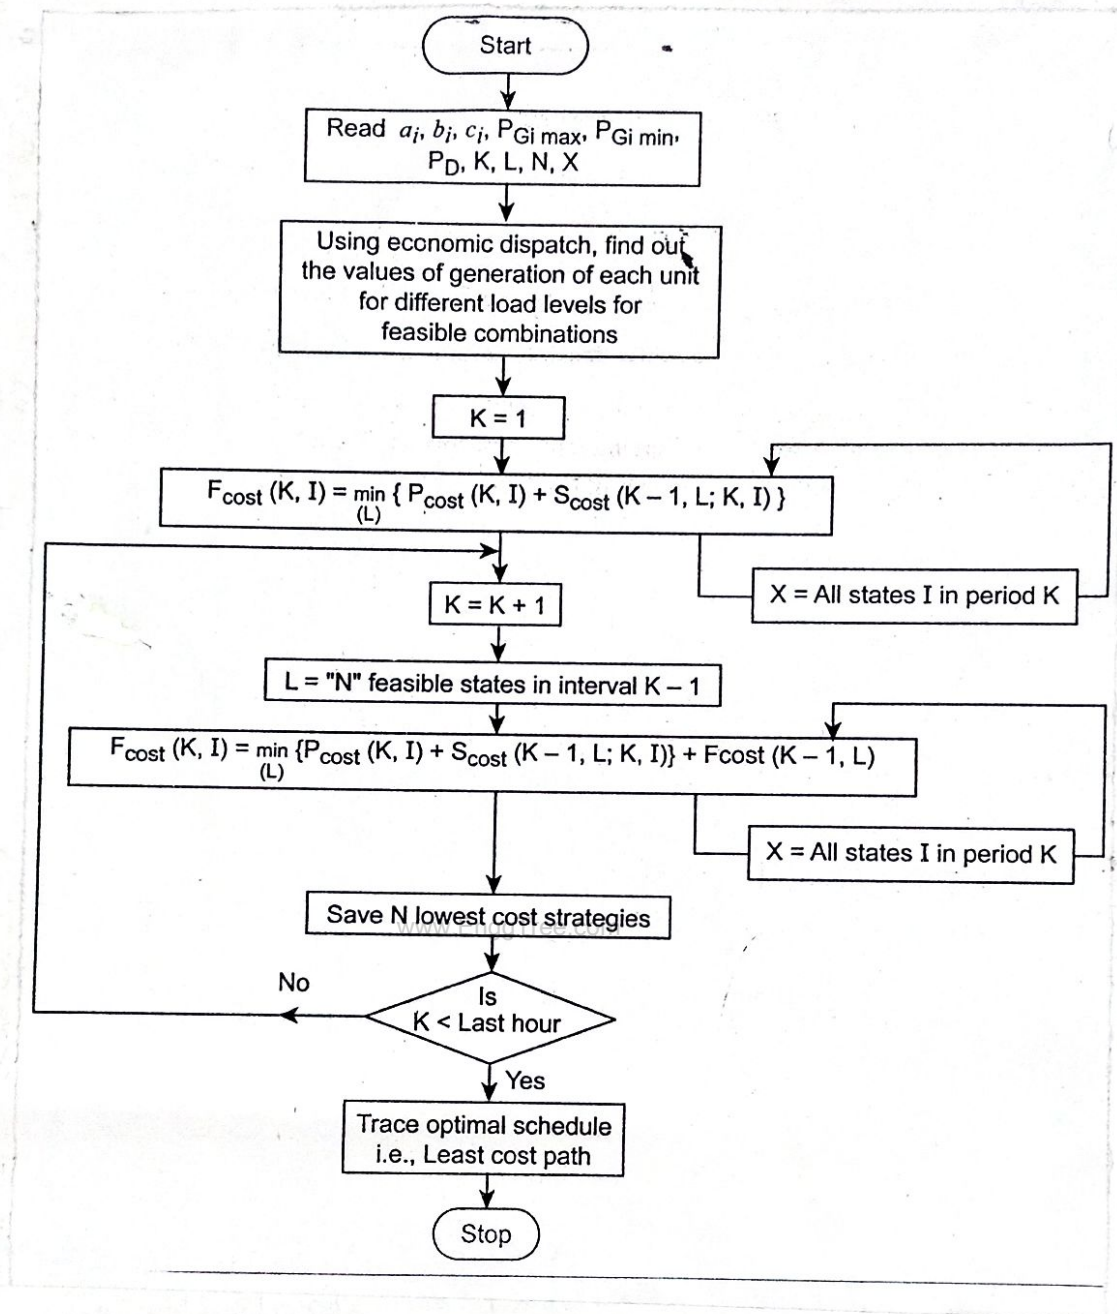 Start
Read a_i, b_i, c_i, P_Gi max, P_Gi min,
P_D, K, L, N, X
Using economic dispatch, find out
the values of generation of each unit
for different load levels for
feasible combinations
K = 1
F_cost (K, I) = min { P_cost (K, I) + S_cost (K – 1, L; K, I) }
(L)
X = All states I in period K
K = K + 1
L = "N" feasible states in interval K – 1
F_cost (K, I) = min {P_cost (K, I) + S_cost (K – 1, L; K, I)} + Fcost (K – 1, L)
(L)
X = All states I in period K
Save N lowest cost strategies
www.EnggTree.com
No
Is
K < Last hour
Yes
Trace optimal schedule
i.e., Least cost path
Stop